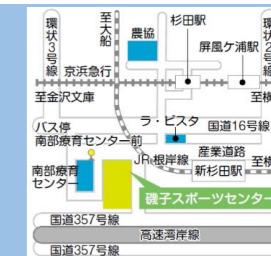 環状3号線
至大船
農協
杉田駅
屏風ケ浦駅
環状2号線
京浜急行
至金沢文庫
至横
バス停
南部療育センター前
ラ・ビスタ
国道16号線
産業道路
JR根岸線
至横
新杉田駅
南部療育
センター
磯子スポーツセンター
国道357号線
高速湾岸線
国道357号線